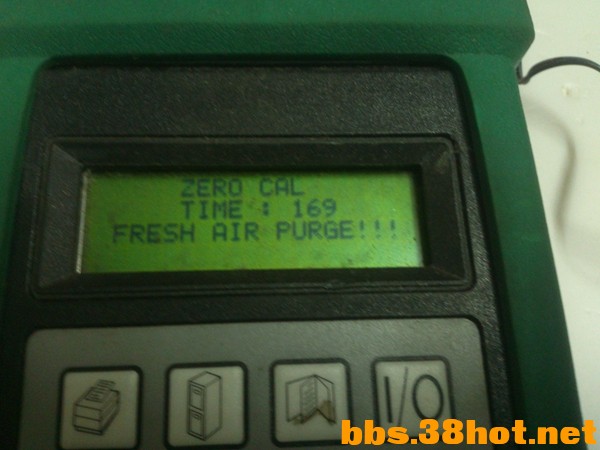 ZERO CAL
TIME : 169
FRESH AIR PURGE!!!
I/O
bbs.38hot.net